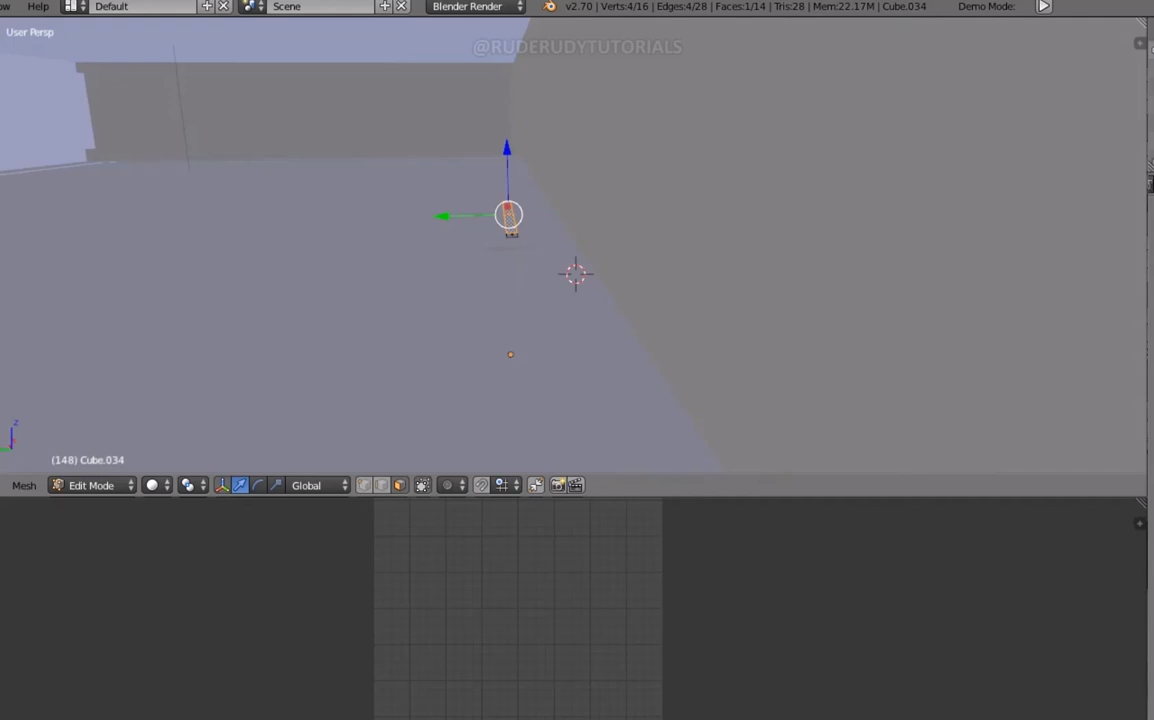 ow Help Default Scene Blender Render v2.70 | Verts:4/16 | Edges:4/28 | Faces:1/14 | Tris:28 | Mem:22.17M | Cube.034 Demo Mode:
User Persp
@RUDERUDYTUTORIALS
z
(148) Cube.034
Mesh Edit Mode Global